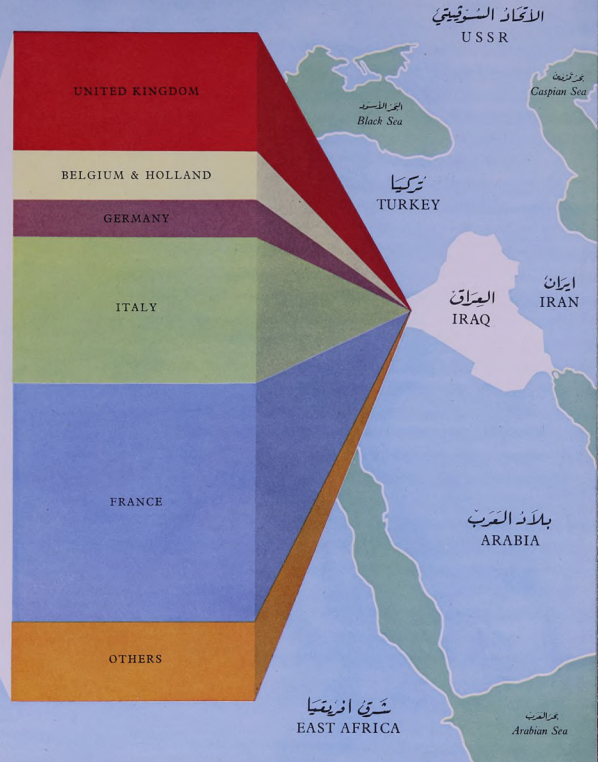 الاتحاد السوڤيتي
USSR
UNITED KINGDOM
بحر قزوين
Caspian Sea
البحر الأسود
Black Sea
BELGIUM & HOLLAND
تركيا
TURKEY
GERMANY
ITALY
العراق
IRAQ
ايران
IRAN
FRANCE
بلاد العرب
ARABIA
OTHERS
شرق افريقيا
EAST AFRICA
بحر العرب
Arabian Sea